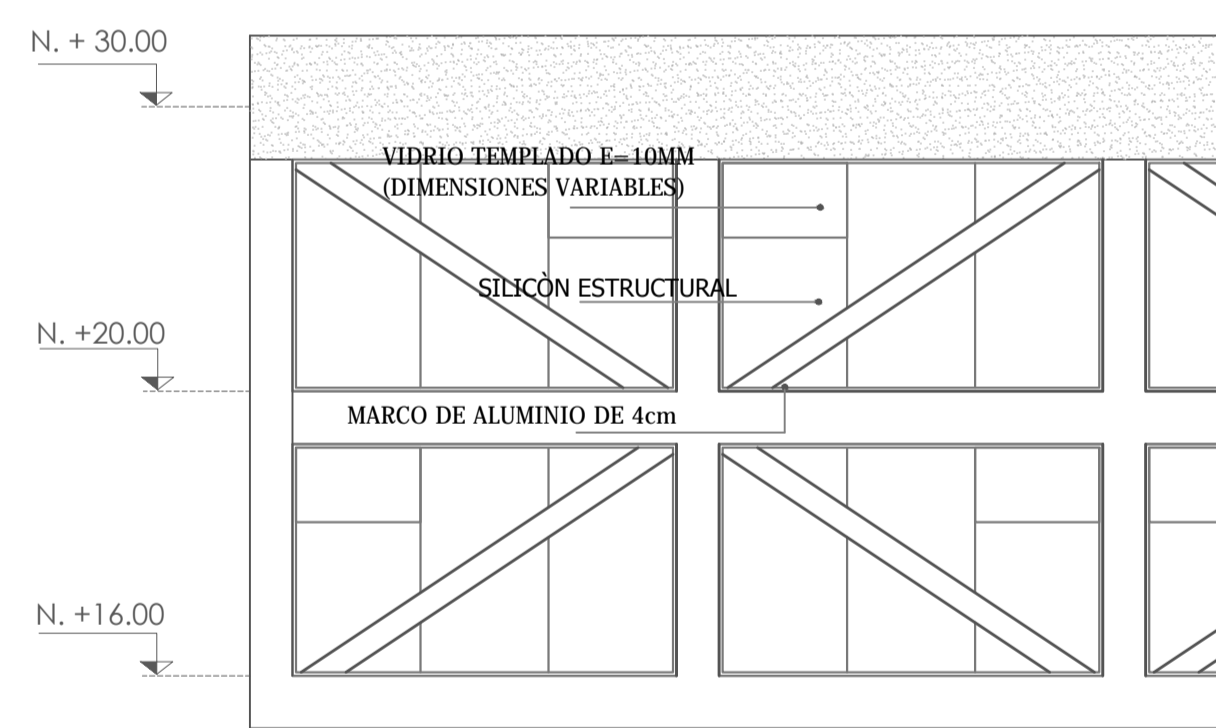 N. + 30.00
VIDRIO TEMPLADO E=10MM
(DIMENSIONES VARIABLES)
SILICÒN ESTRUCTURAL
N. +20.00
MARCO DE ALUMINIO DE 4cm
N. +16.00